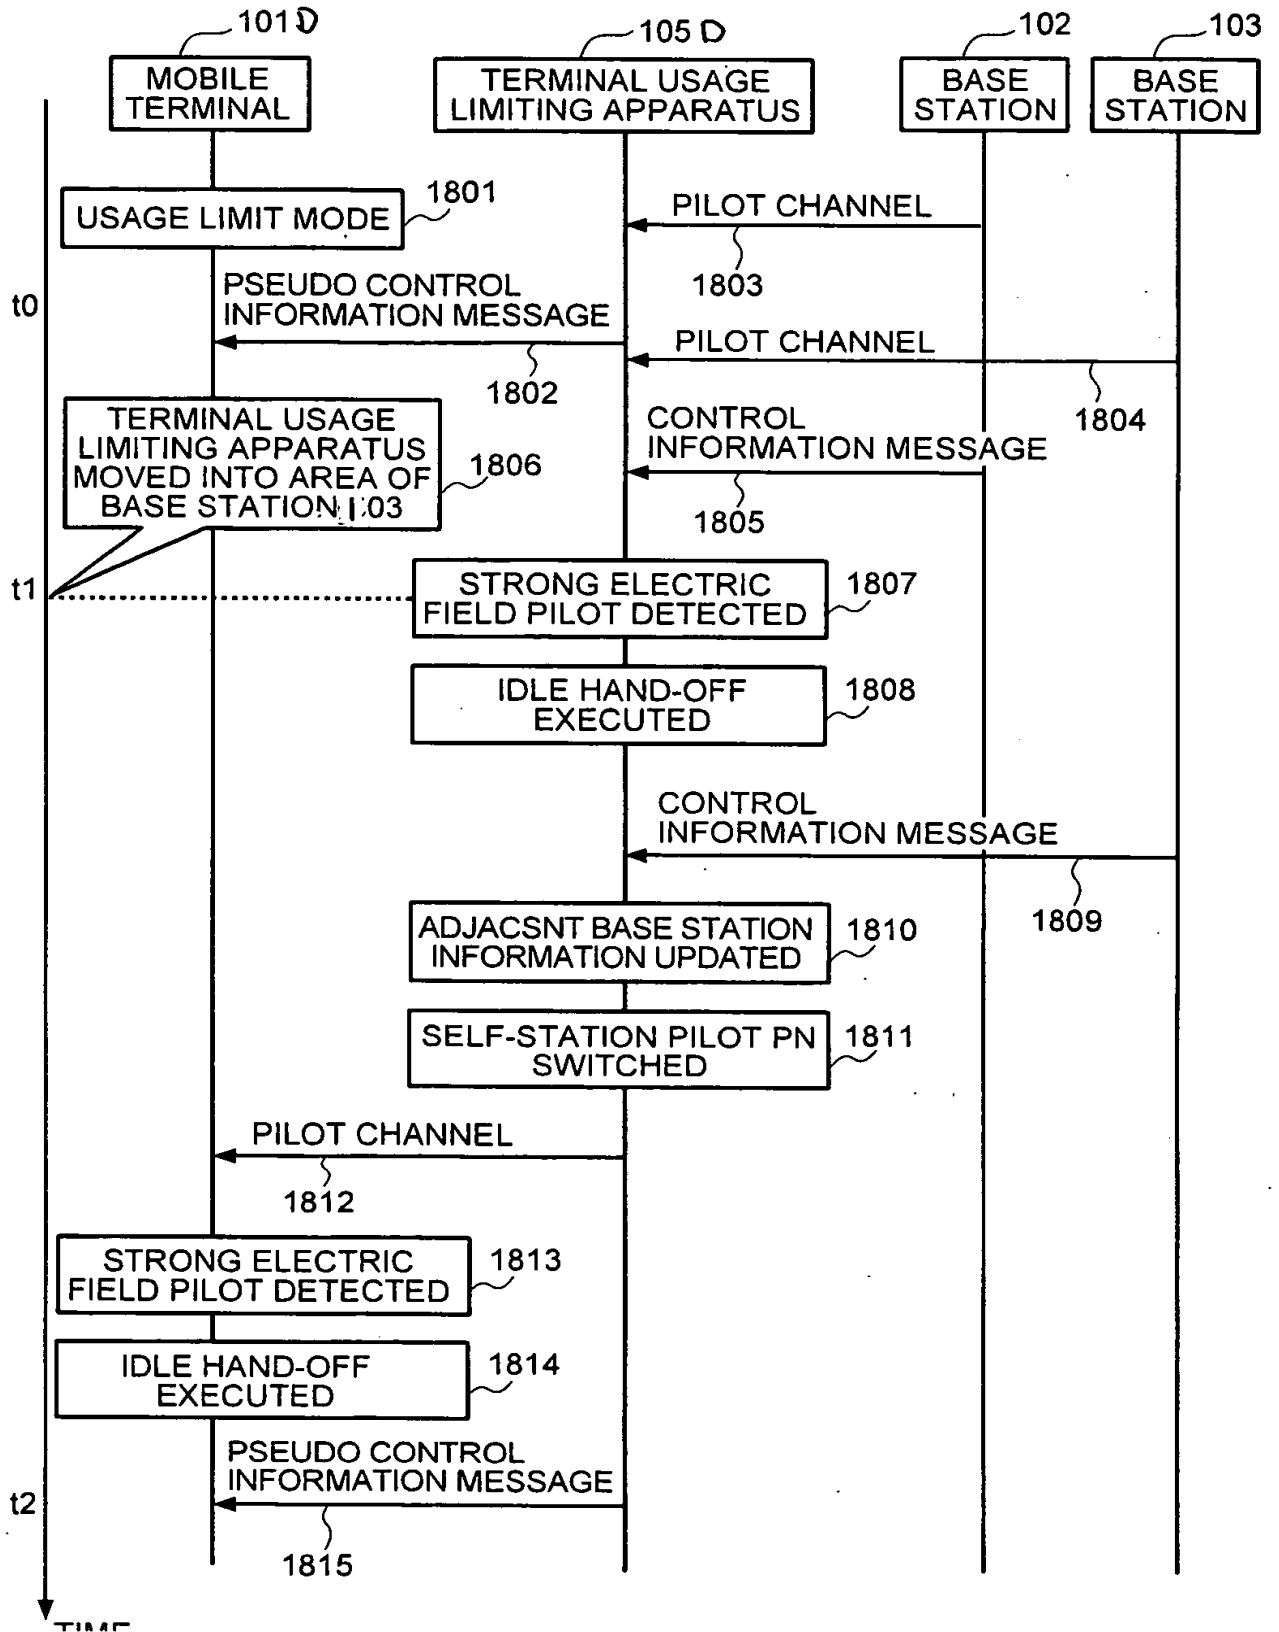 101D
105D
102
103
MOBILE
TERMINAL
TERMINAL USAGE
LIMITING APPARATUS
BASE
STATION
BASE
STATION
USAGE LIMIT MODE
1801
PILOT CHANNEL
1803
t0
PSEUDO CONTROL
INFORMATION MESSAGE
1802
PILOT CHANNEL
1804
TERMINAL USAGE
LIMITING APPARATUS
MOVED INTO AREA OF
BASE STATION 103
1806
CONTROL
INFORMATION MESSAGE
1805
t1
STRONG ELECTRIC
FIELD PILOT DETECTED
1807
IDLE HAND-OFF
EXECUTED
1808
CONTROL
INFORMATION MESSAGE
1809
ADJACSNT BASE STATION
INFORMATION UPDATED
1810
SELF-STATION PILOT PN
SWITCHED
1811
PILOT CHANNEL
1812
STRONG ELECTRIC
FIELD PILOT DETECTED
1813
IDLE HAND-OFF
EXECUTED
1814
PSEUDO CONTROL
INFORMATION MESSAGE
t2
1815
TIME